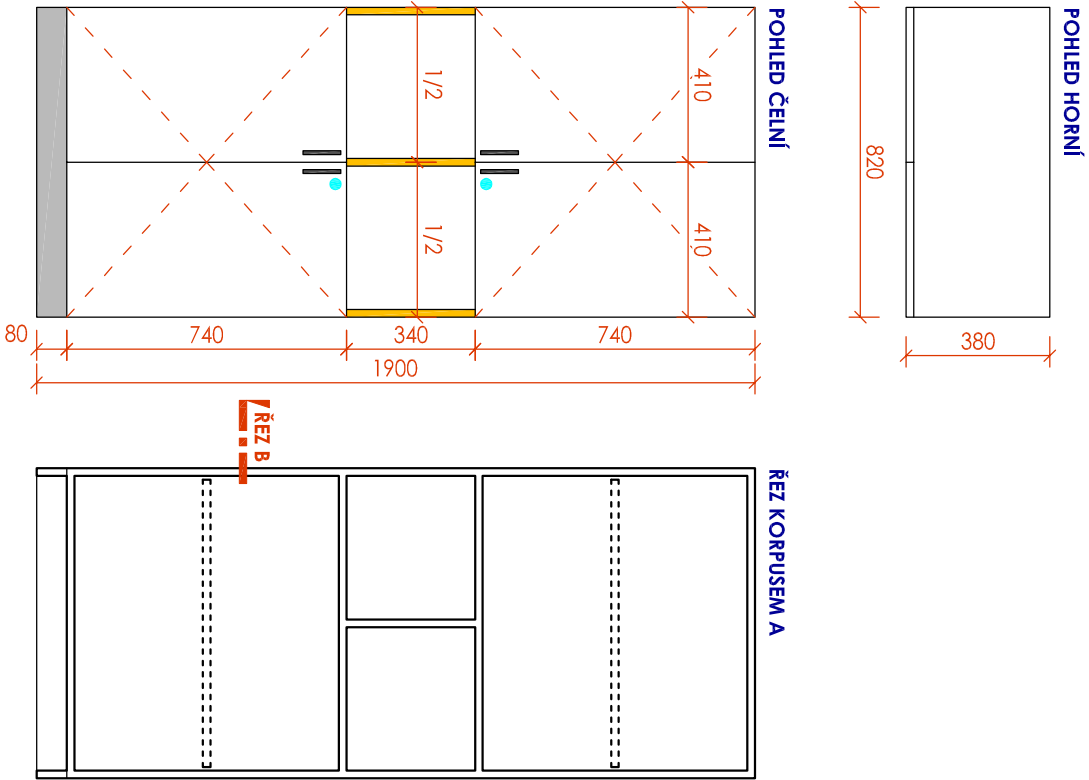 POHLED HORNÍ
820
380
POHLED ČELNÍ
410
410
1/2
1/2
80
740
340
740
1900
ŘEZ B
ŘEZ KORPUSEM A